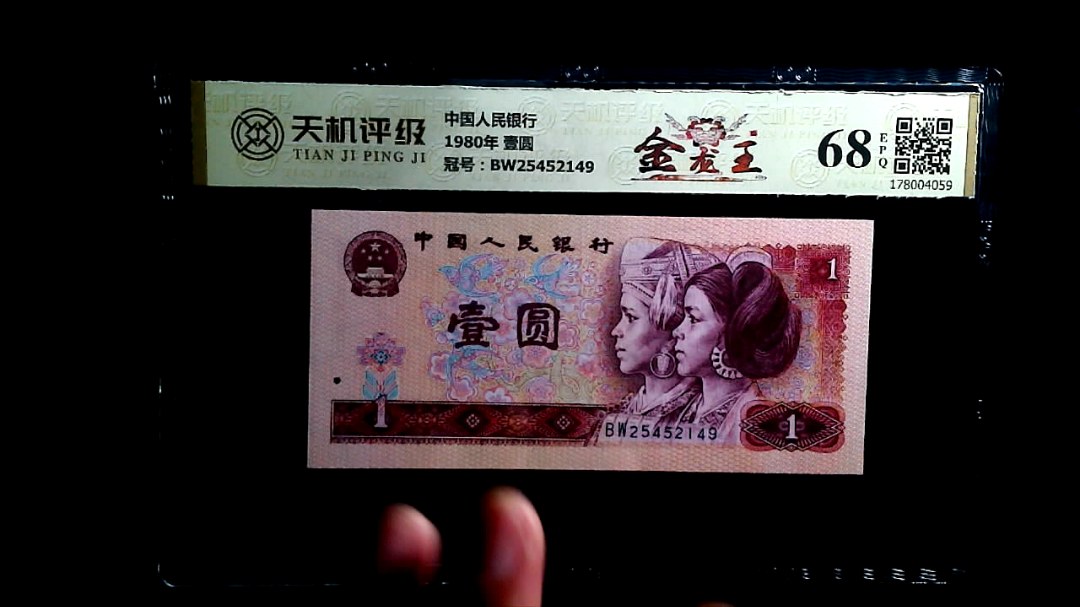 天机评级
TIAN JI PING JI
中国人民银行
1980年 壹圆
冠号：BW25452149
金龙王
68
EPQ
178004059
中国人民银行
1
壹圆
1
BW25452149
1